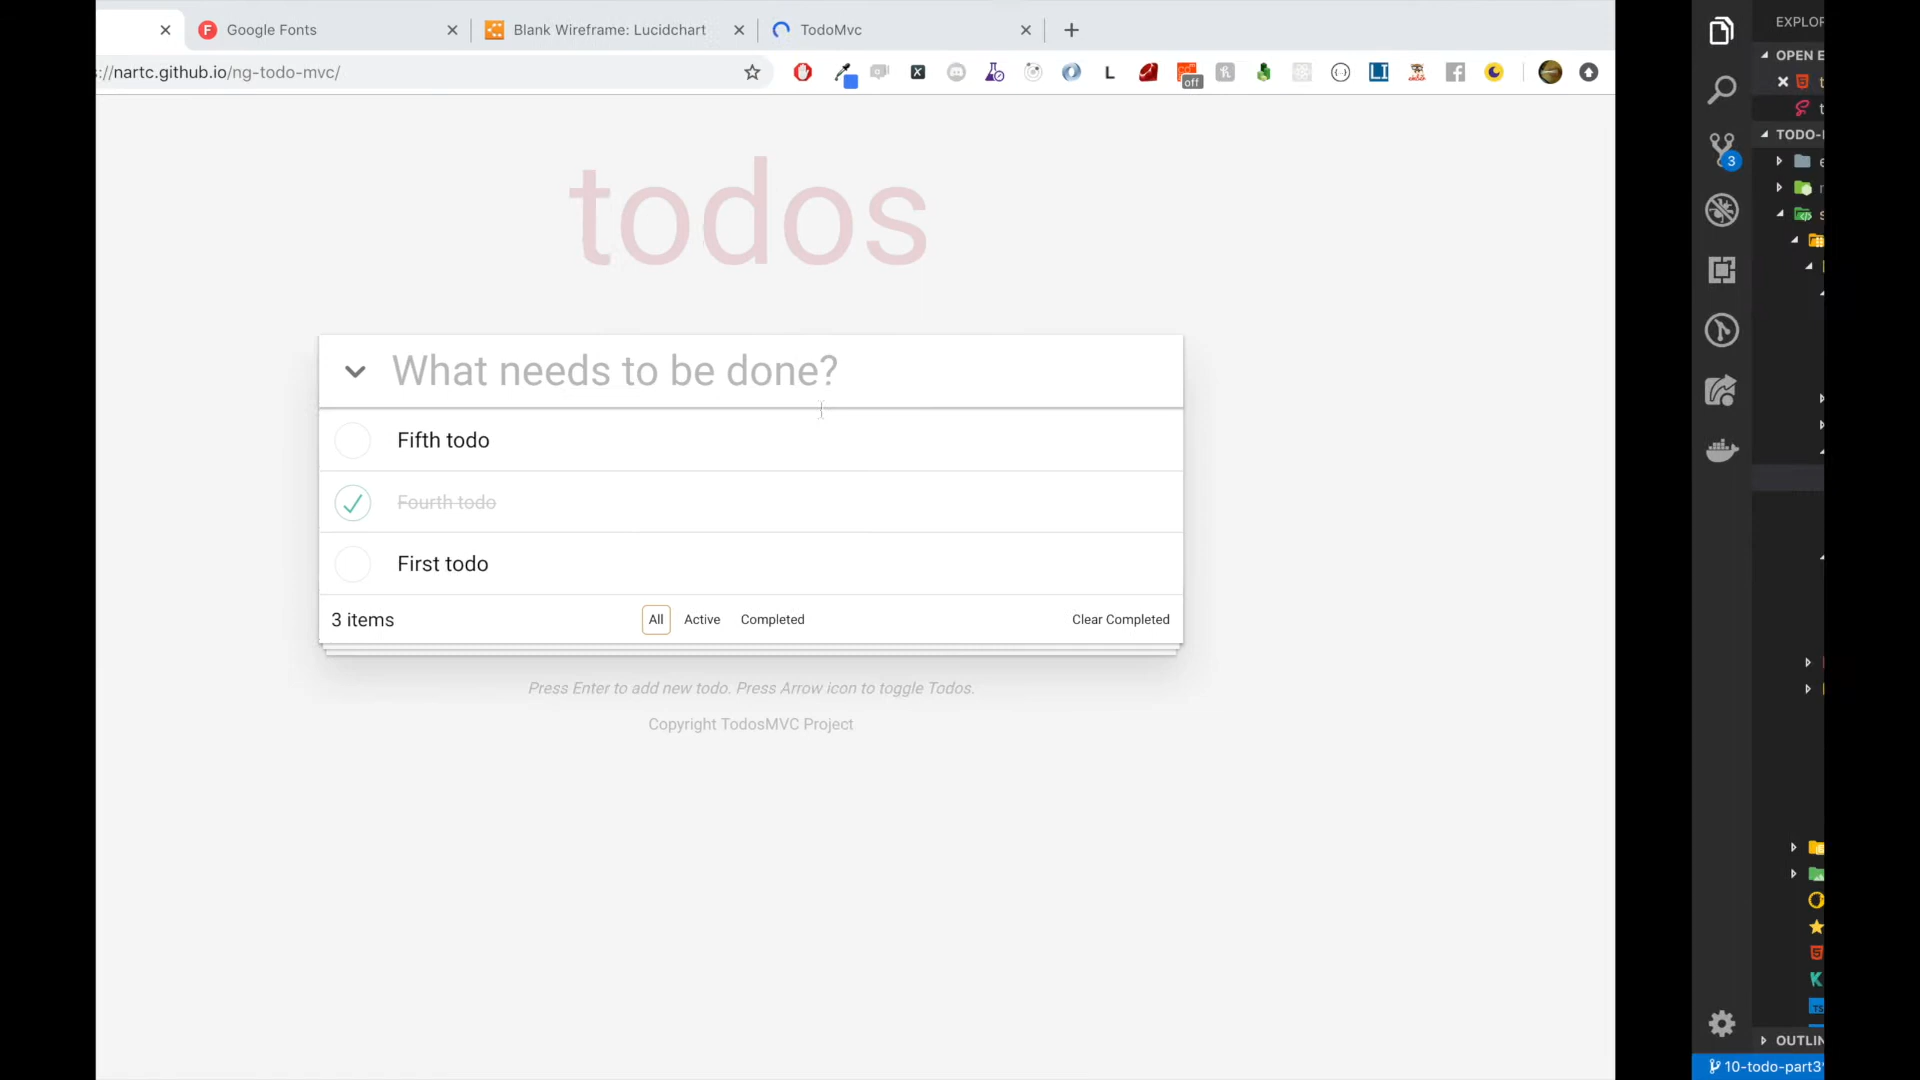 Google Fonts
Blank Wireframe: Lucidchart
TodoMvc
://nartc.github.io/ng-todo-mvc/
off
todos
What needs to be done?
Fifth todo
Fourth todo
First todo
3 items
All
Active
Completed
Clear Completed
Press Enter to add new todo. Press Arrow icon to toggle Todos.
Copyright TodosMVC Project
EXPLOR
OPEN E
TODO-
3
OUTLIN
10-todo-part3